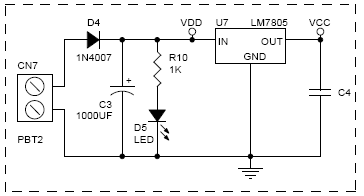 D4
VDD
U7
LM7805
VCC
1N4007
IN
OUT
R10
1K
GND
CN7
C3
1000UF
+
C4
D5
LED
PBT2